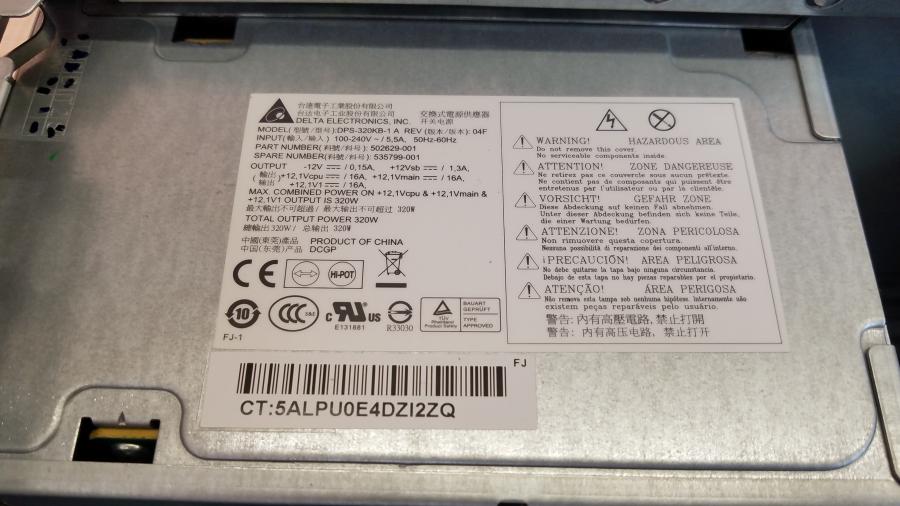 台達電子工業股份有限公司
台达电子工业股份有限公司
DELTA ELECTRONICS, INC.
交換式電源供應器
开关电源
MODEL(型號/型号):DPS-320KB-1 A REV(版本/版本): 04F
INPUT(輸入/输入) 100-240V~/5,5A, 50Hz-60Hz
PART NUMBER(料號/料号): 502629-001
SPARE NUMBER(料號/料号): 535799-001
OUTPUT -12V ⎓ / 0,15A, +12Vsb ⎓ / 1,3A,
(輸出/输出) +12,1Vcpu ⎓ / 16A, +12,1Vmain ⎓ / 16A,
+12,1V1 ⎓ / 16A,
MAX. COMBINED POWER ON +12,1Vcpu & +12,1Vmain &
+12,1V1 OUTPUT IS 320W
最大輸出不可超過/最大输出不可超过 320W
TOTAL OUTPUT POWER 320W
總輸出 320W/总输出 320W
中國(東莞)產品 PRODUCT OF CHINA
中国(东莞)产品 DCGP
CE
HI-POT
10
CCC S&E
c RU US
E131881
R33030
TÜV
Rheinland
Product Safety
BAUART
GEPRÜFT
TYPE
APPROVED
FJ-1
WARNING! HAZARDOUS AREA
Do not remove this cover.
No serviceable components inside.
ATTENTION! ZONE DANGEREUSE
Ne retirez pas ce couvercle sous aucun prétexte.
Ne contient pas de composants qui puissent être
entretenus par l'utilisateur ou par la clientèle.
VORSICHT! GEFAHR ZONE
Diese Abdeckung auf keinen Fall abnehmen.
Unter dieser Abdeckung befinden sich keine Teile,
die einer Wartung bedürfen.
ATTENZIONE! ZONA PERICOLOSA
Non rimuovere questa copertura.
Nessuna possibilità di riparazione dei componenti all'interno.
¡PRECAUCIÓN! AREA PELIGROSA
No debe quitarse la tapa bajo ninguna circunstancia.
Debajo de esta tapa no hay piezas reparables por el propietario.
ATENÇÃO! ÁREA PERIGOSA
Não remova esta tampa sob nenhuma hipótese. Internamente não
existem peças reparáveis pelo usuário.
警告: 內有高壓電路, 禁止打開
警告: 内有高压电路, 禁止打开
FJ
CT:5ALPU0E4DZI2ZQ